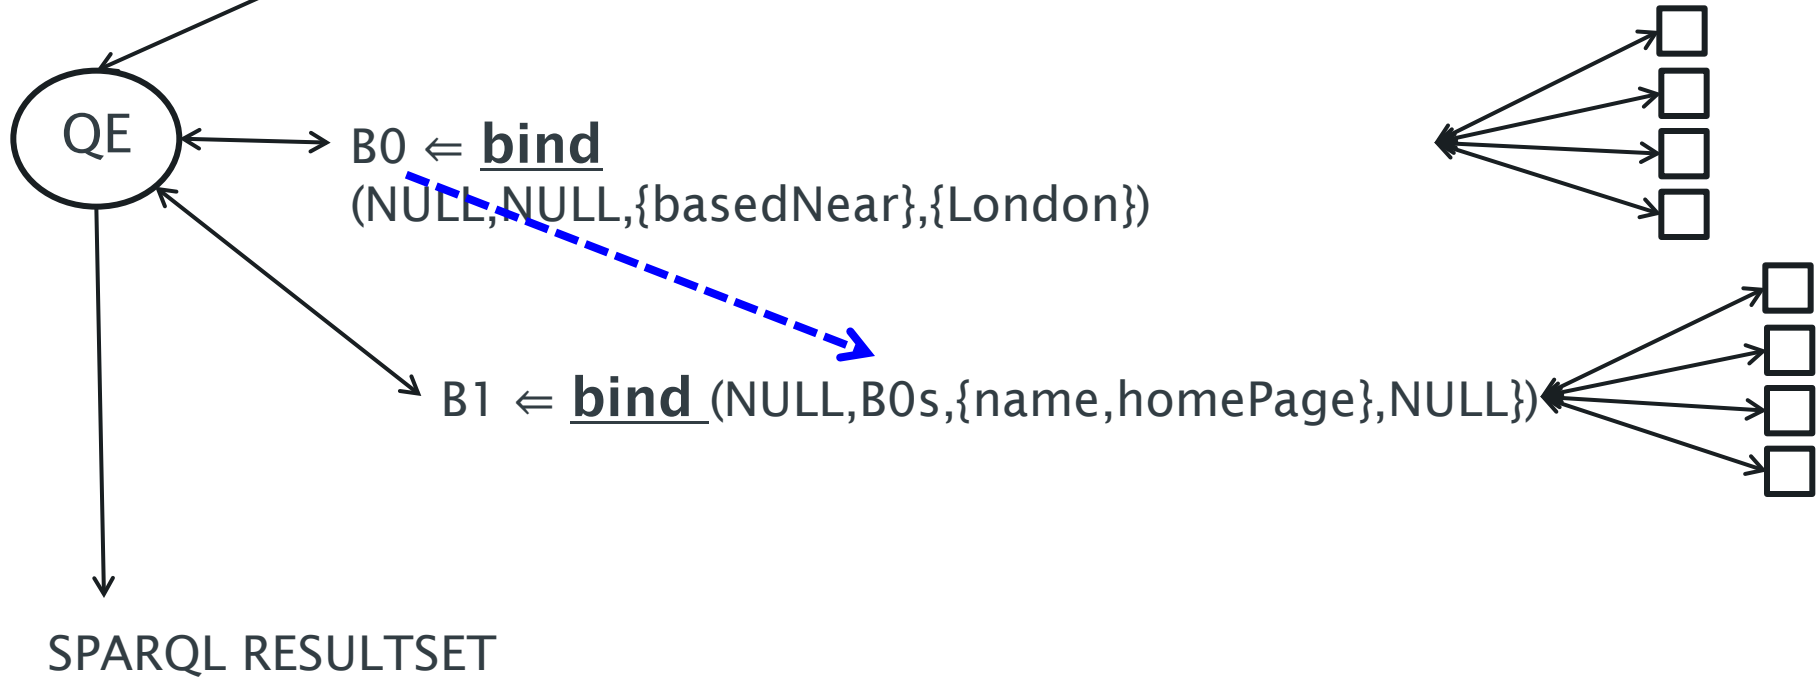 QE
B0 ⇐ bind
(NULL,NULL,{basedNear},{London})
B1 ⇐ bind (NULL,B0s,{name,homePage},NULL})
SPARQL RESULTSET